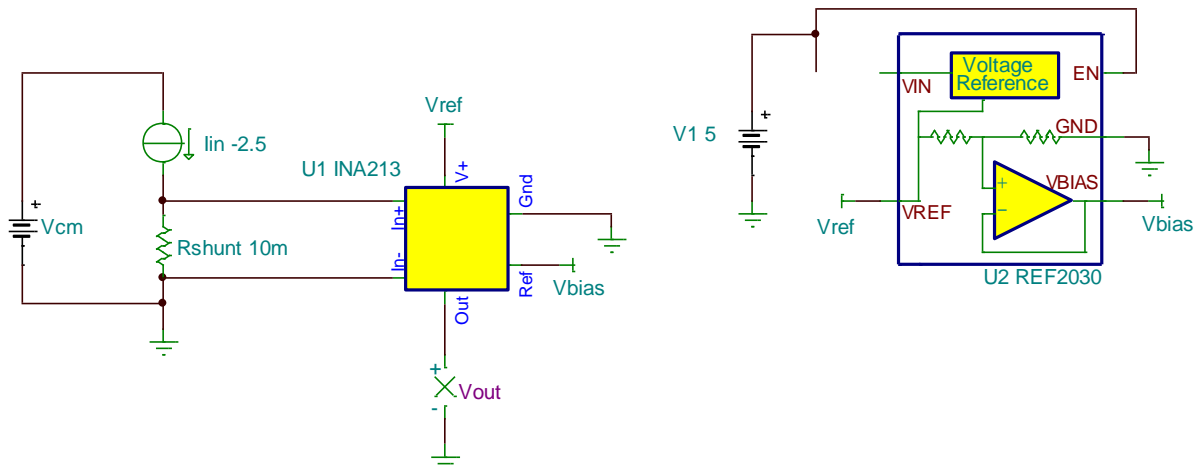 Vcm
+
Iin -2.5
Rshunt 10m
U1 INA213
Vref
V+
Gnd
In+
In-
Ref
Out
Vbias
+
-
Vout
V1 5
+
Voltage
Reference
VIN
EN
GND
VBIAS
+
-
VREF
Vref
Vbias
U2 REF2030